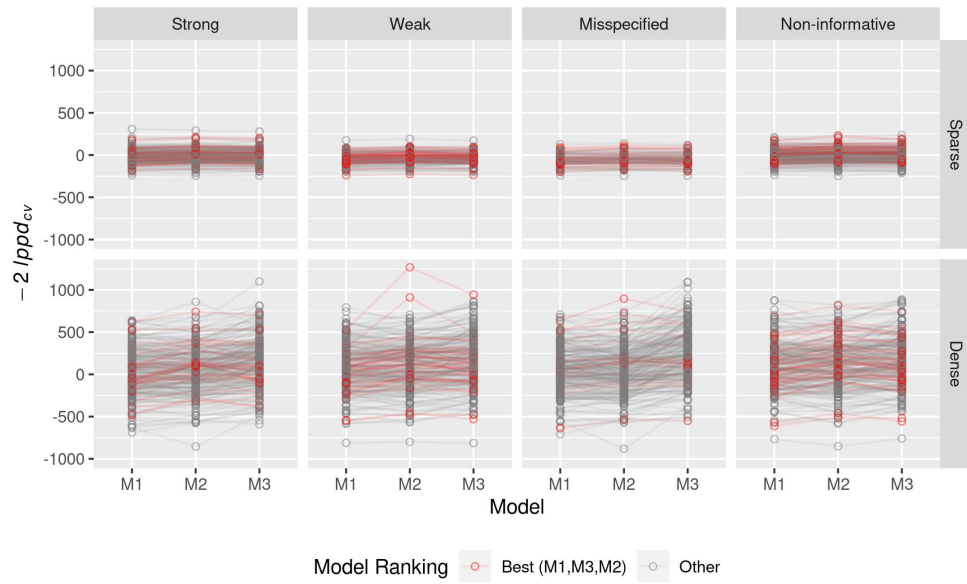 Strong Weak Misspecified Non-informative
1000
500
0
-500
-1000
Sparse
− 2 lppd_cv
1000
500
0
-500
-1000
Dense
M1 M2 M3 M1 M2 M3 M1 M2 M3 M1 M2 M3
Model
Model Ranking Best (M1,M3,M2) Other